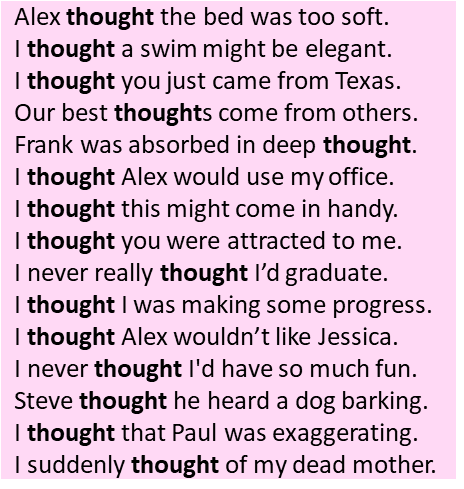 Alex thought the bed was too soft.
I thought a swim might be elegant.
I thought you just came from Texas.
Our best thoughts come from others.
Frank was absorbed in deep thought.
I thought Alex would use my office.
I thought this might come in handy.
I thought you were attracted to me.
I never really thought I’d graduate.
I thought I was making some progress.
I thought Alex wouldn’t like Jessica.
I never thought I'd have so much fun.
Steve thought he heard a dog barking.
I thought that Paul was exaggerating.
I suddenly thought of my dead mother.